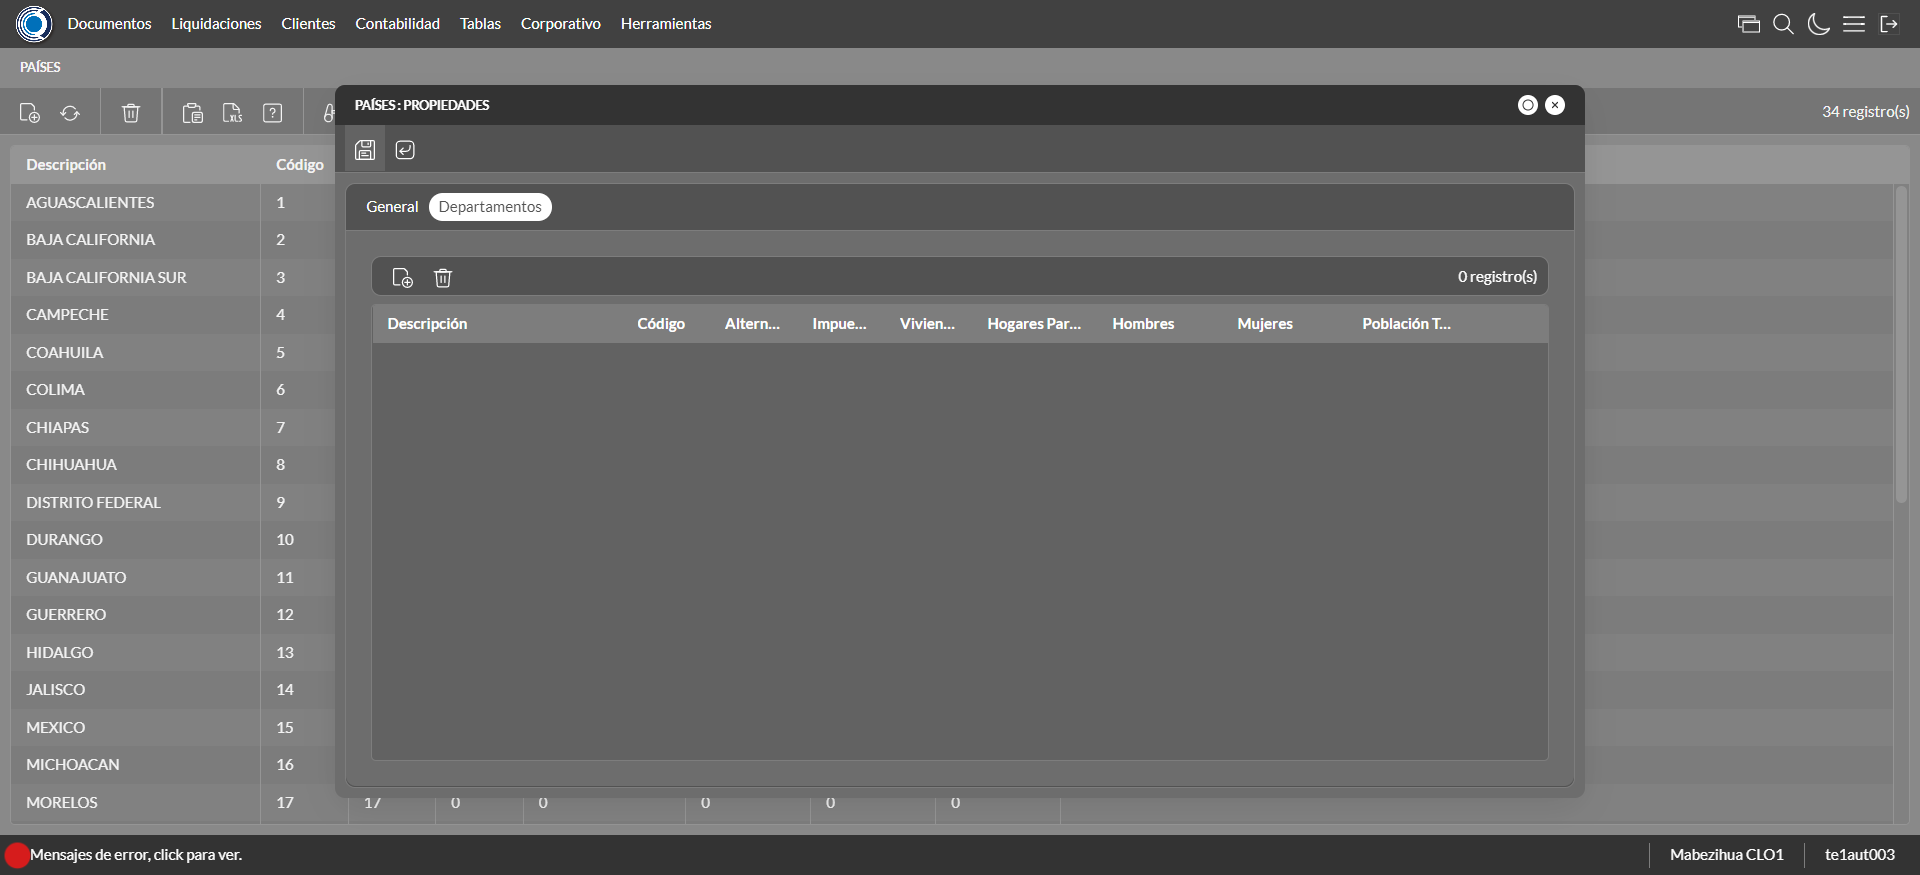 Documentos Liquidaciones Clientes Contabilidad Tablas Corporativo Herramientas
PAÍSES
34 registro(s)
PAÍSES : PROPIEDADES
General Departamentos
0 registro(s)
Descripción Código Altern... Impue... Vivien... Hogares Par... Hombres Mujeres Población T...
Descripción Código
AGUASCALIENTES 1
BAJA CALIFORNIA 2
BAJA CALIFORNIA SUR 3
CAMPECHE 4
COAHUILA 5
COLIMA 6
CHIAPAS 7
CHIHUAHUA 8
DISTRITO FEDERAL 9
DURANGO 10
GUANAJUATO 11
GUERRERO 12
HIDALGO 13
JALISCO 14
MEXICO 15
MICHOACAN 16
MORELOS 17 17 0 0 0 0 0
Mensajes de error, click para ver. Mabezihua CLO1 te1aut003